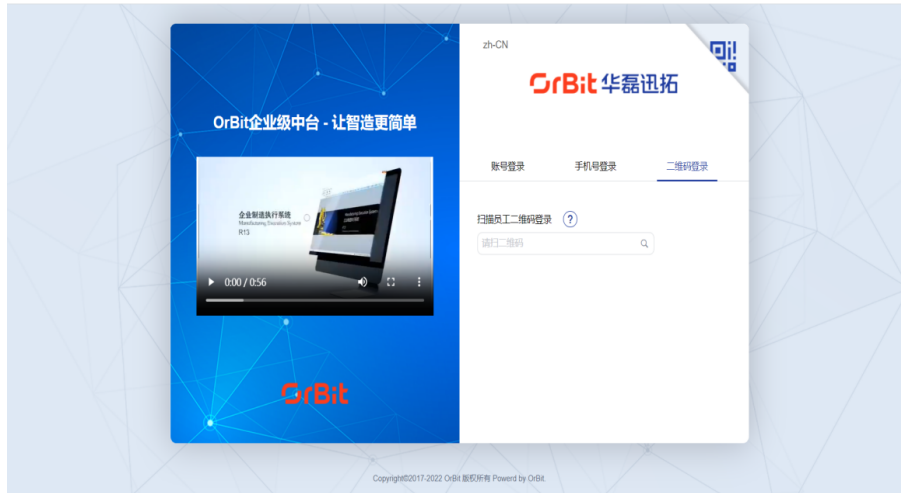 zh-CN
OrBit 华磊迅拓
OrBit企业级中台 - 让智造更简单
企业制造执行系统
Manufacturing Execution System
R13
0:00 / 0:56
OrBit
账号登录
手机号登录
二维码登录
扫描员工二维码登录 ?
请扫二维码
Copyright©2017-2022 OrBit 版权所有 Powerd by OrBit.